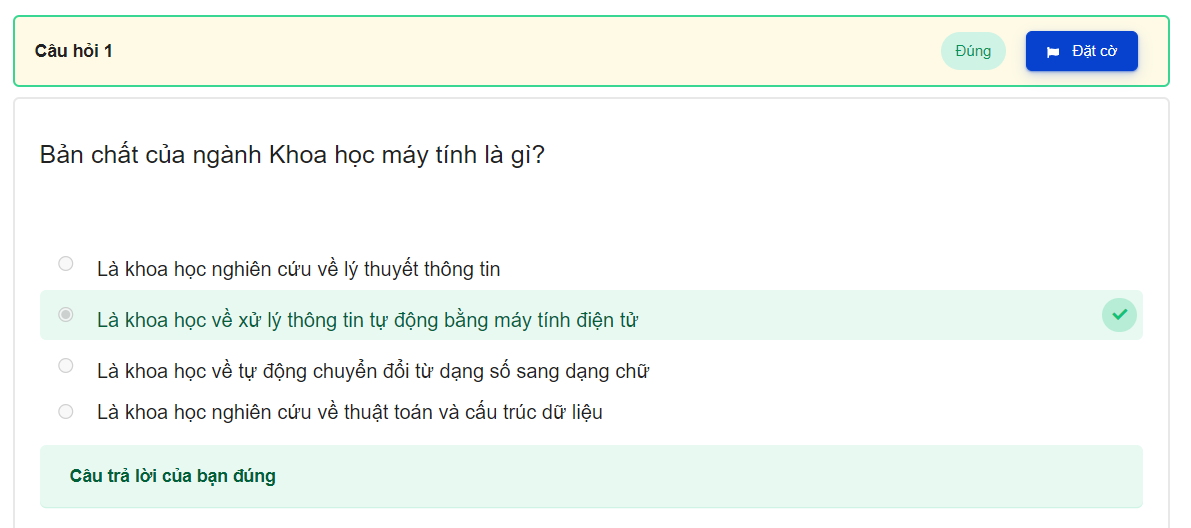 Câu hỏi 1
Đúng
Đặt cờ
Bản chất của ngành Khoa học máy tính là gì?
Là khoa học nghiên cứu về lý thuyết thông tin
Là khoa học về xử lý thông tin tự động bằng máy tính điện tử
Là khoa học về tự động chuyển đổi từ dạng số sang dạng chữ
Là khoa học nghiên cứu về thuật toán và cấu trúc dữ liệu
Câu trả lời của bạn đúng